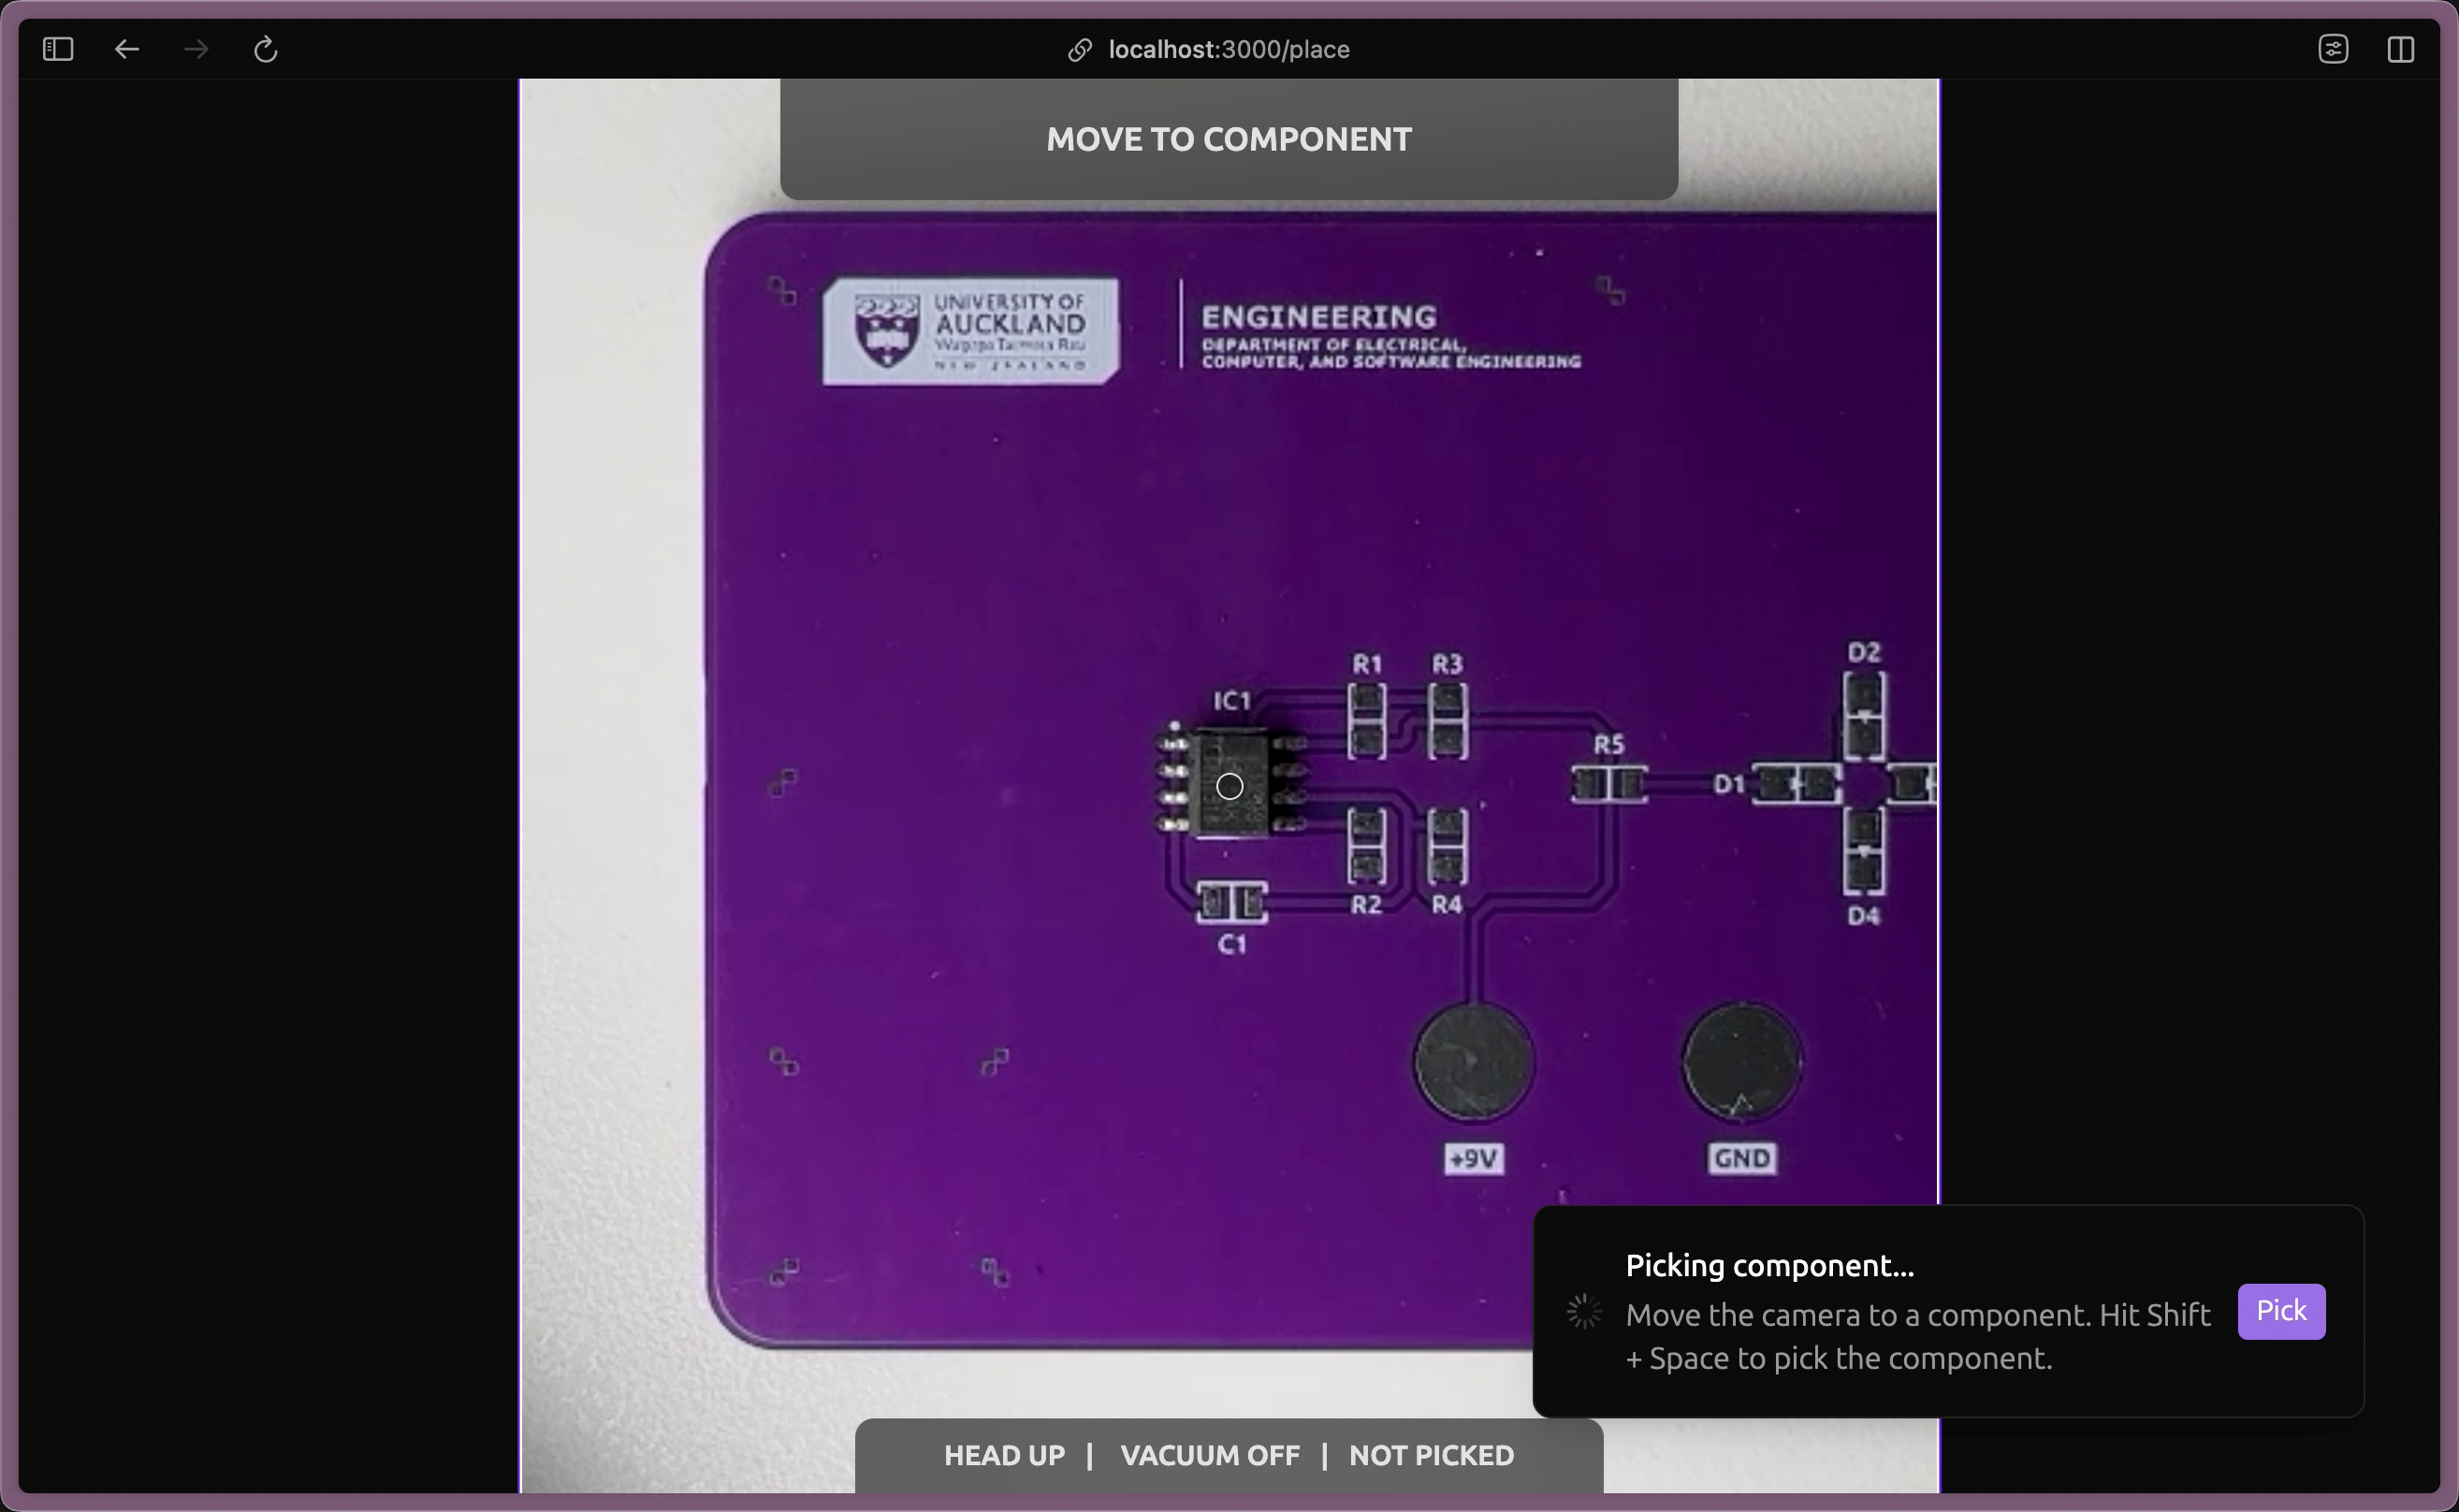 localhost:3000/place
MOVE TO COMPONENT
UNIVERSITY OF
AUCKLAND
Waipapa Taumata Rau
NEW ZEALAND
ENGINEERING
DEPARTMENT OF ELECTRICAL,
COMPUTER, AND SOFTWARE ENGINEERING
D2
R1 R3
IC1
R5
D1
R2 R4
D4
C1
+9V GND
Picking component...
Move the camera to a component. Hit Shift
+ Space to pick the component.
Pick
HEAD UP | VACUUM OFF | NOT PICKED